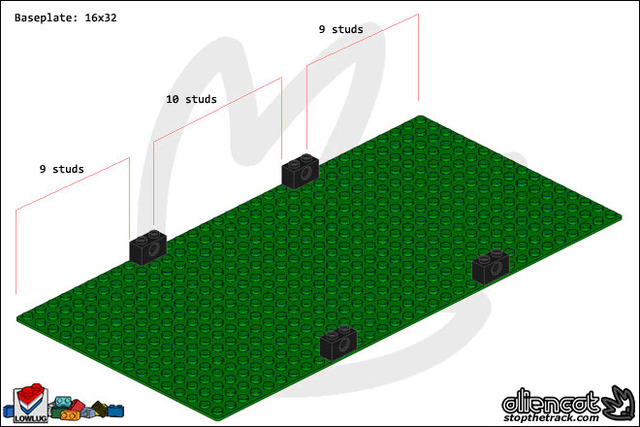 Baseplate: 16x32
9 studs
10 studs
9 studs
LOWLUG
aliencat
stopthetrack.com